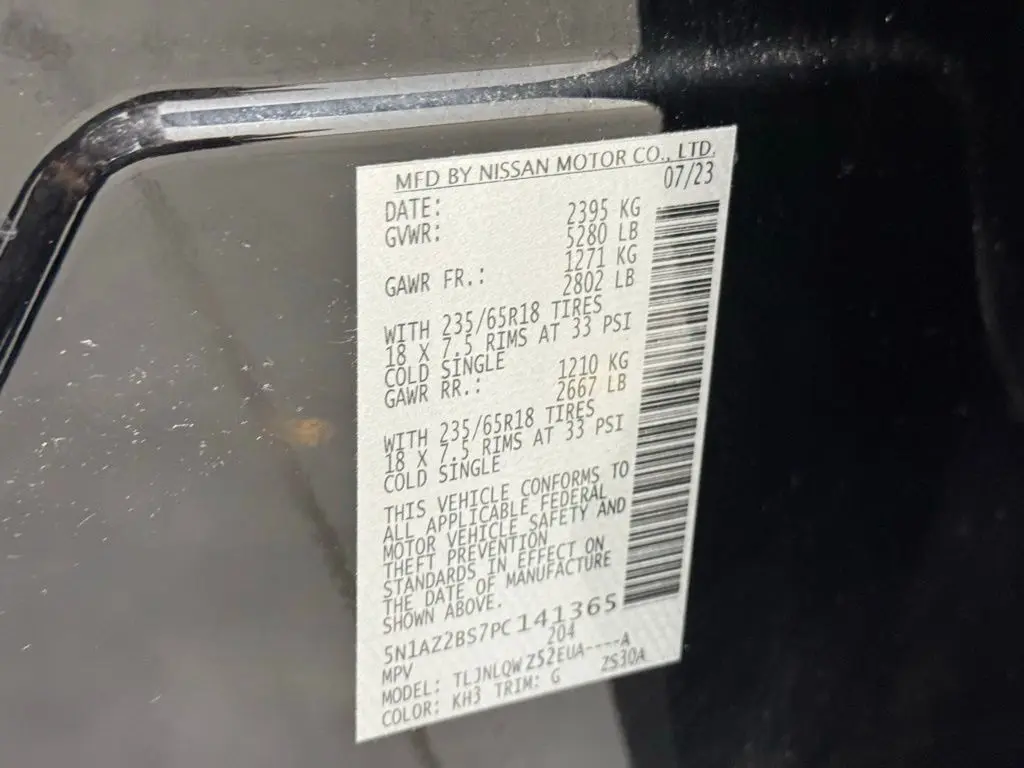 MFD BY NISSAN MOTOR CO., LTD.
DATE: 07/23
GVWR: 2395 KG
5280 LB
GAWR FR.: 1271 KG
2802 LB
WITH 235/65R18 TIRES
18 X 7.5 RIMS AT 33 PSI
COLD SINGLE
GAWR RR.: 1210 KG
2667 LB
WITH 235/65R18 TIRES
18 X 7.5 RIMS AT 33 PSI
COLD SINGLE
THIS VEHICLE CONFORMS TO
ALL APPLICABLE FEDERAL
MOTOR VEHICLE SAFETY AND
THEFT PREVENTION
STANDARDS IN EFFECT ON
THE DATE OF MANUFACTURE
SHOWN ABOVE.
5N1AZ2BS7PC141365
MPV 204
MODEL: TLJNLQW Z52EUA----A
COLOR: KH3 TRIM: G ZS30A